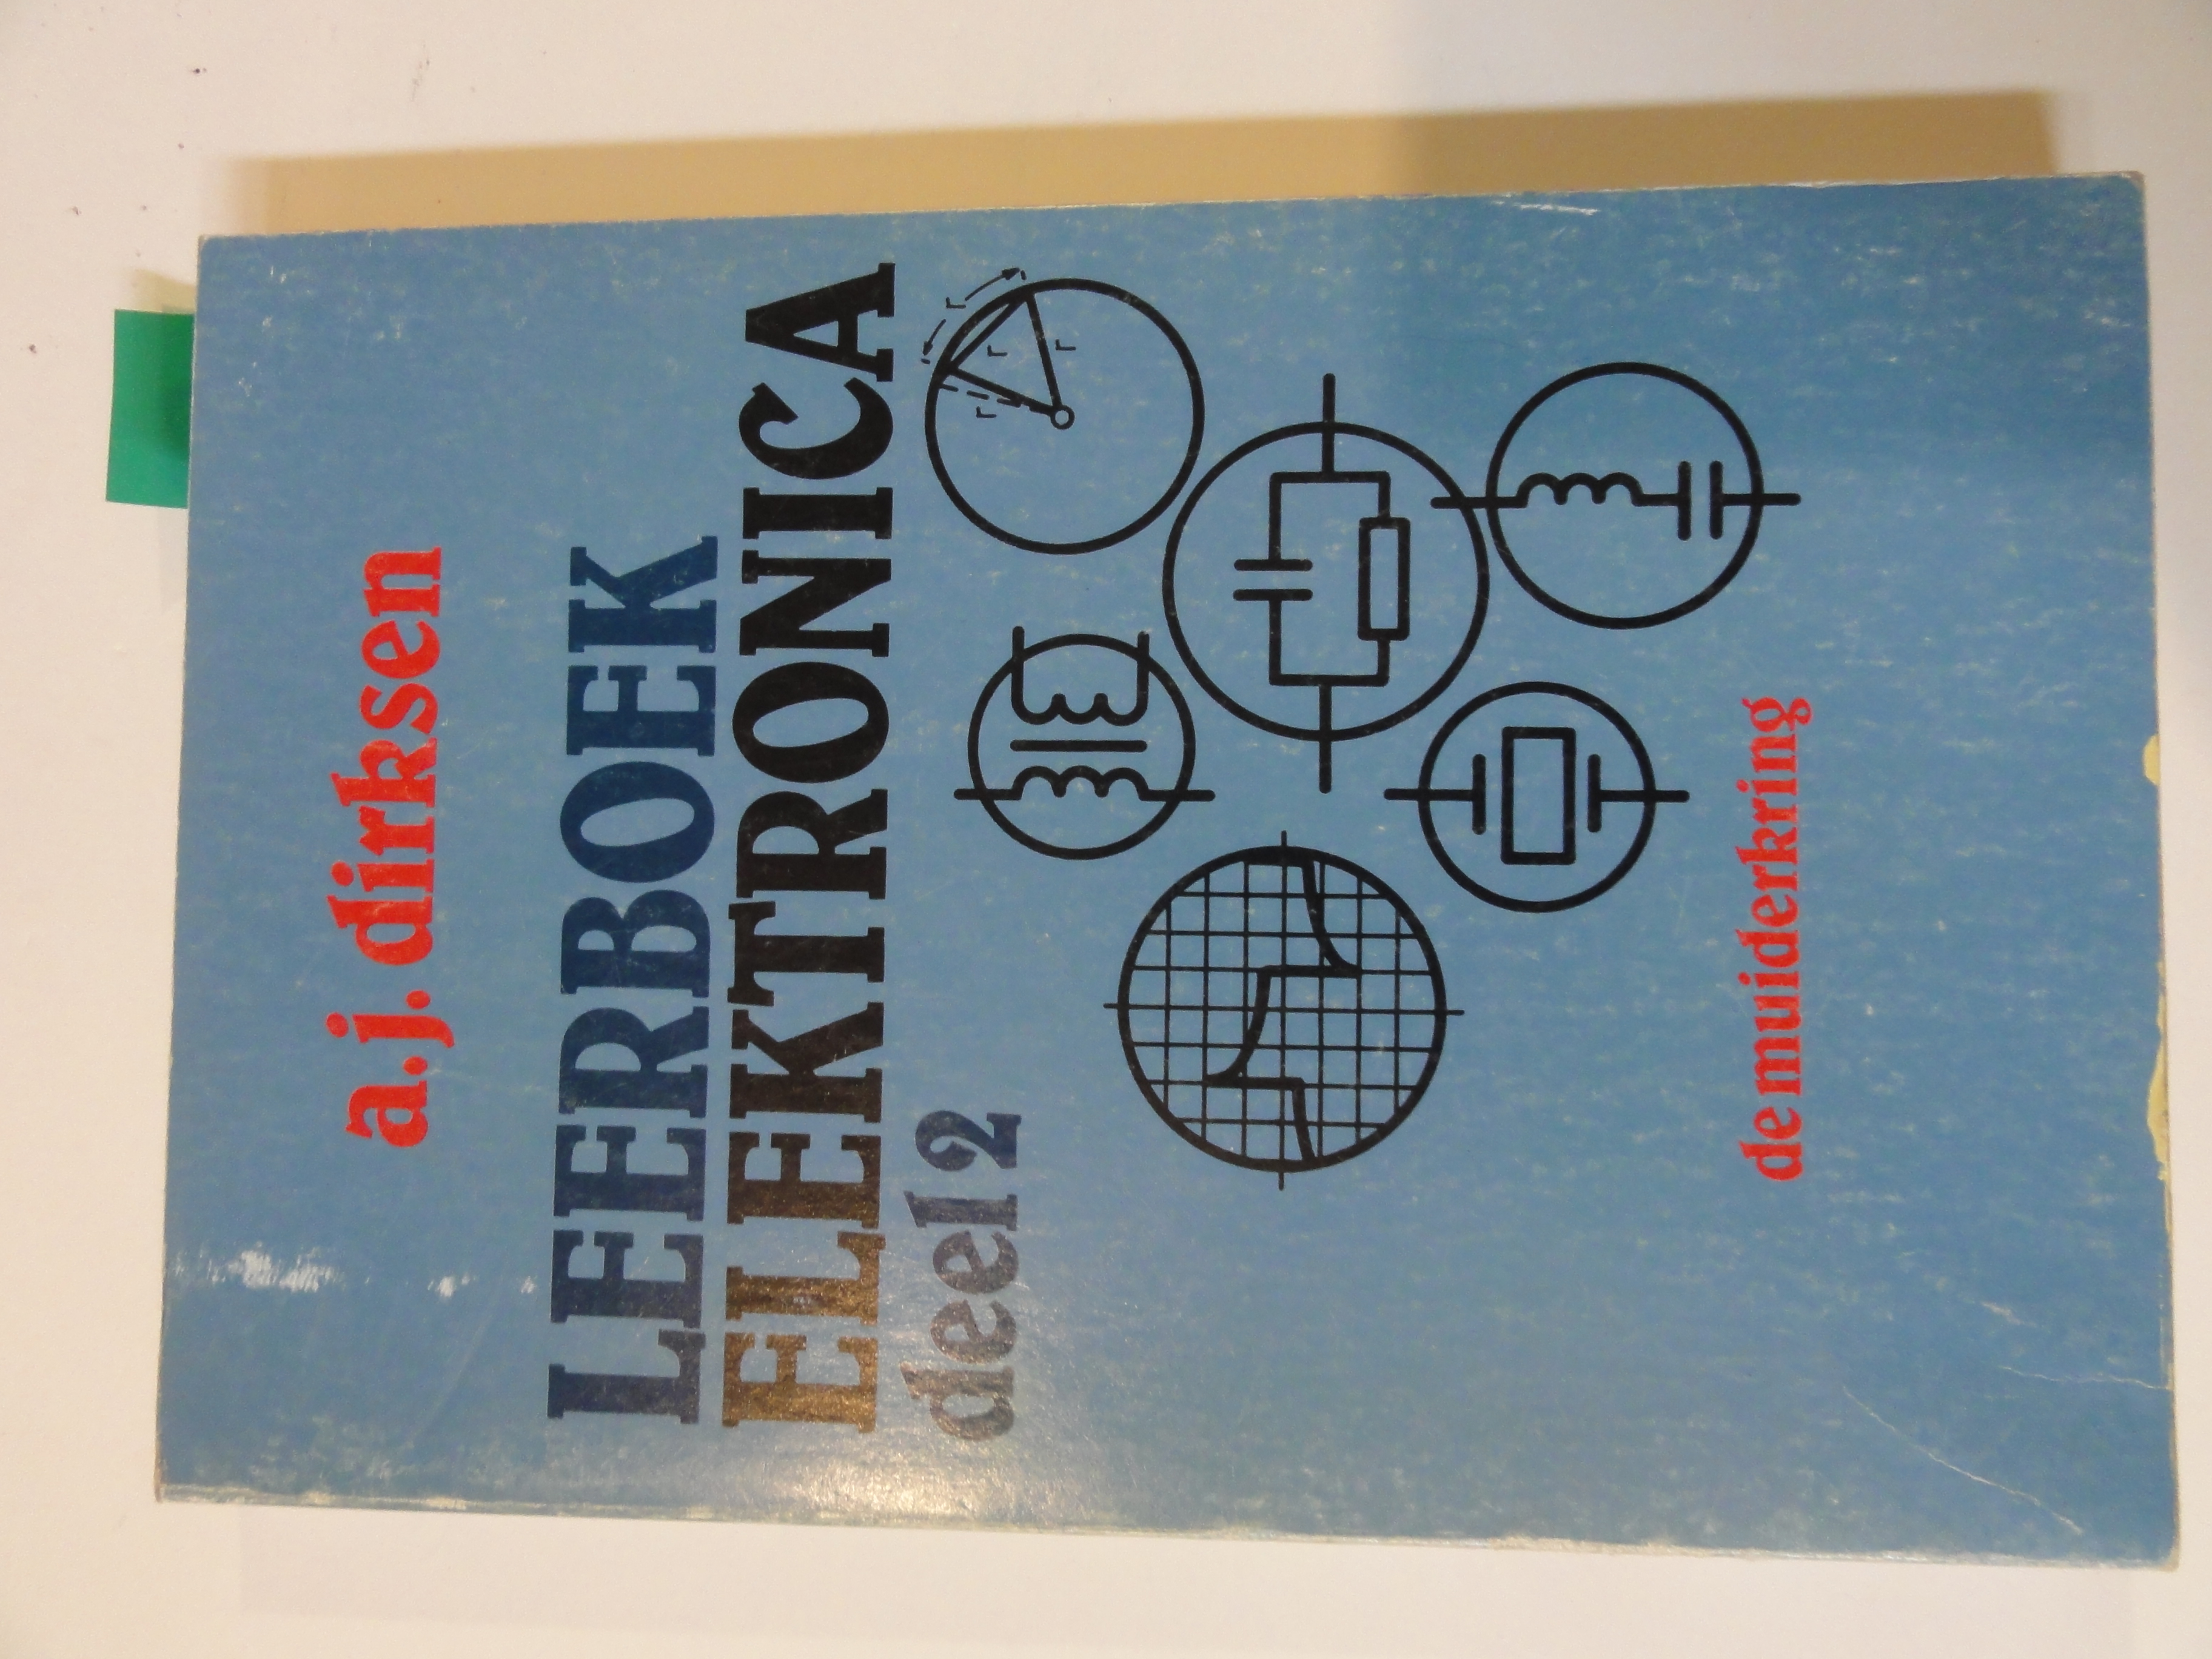 a.j. dirksen
LEERBOEK
ELEKTRONICA
deel 2
r
r
r
r
de muiderkring